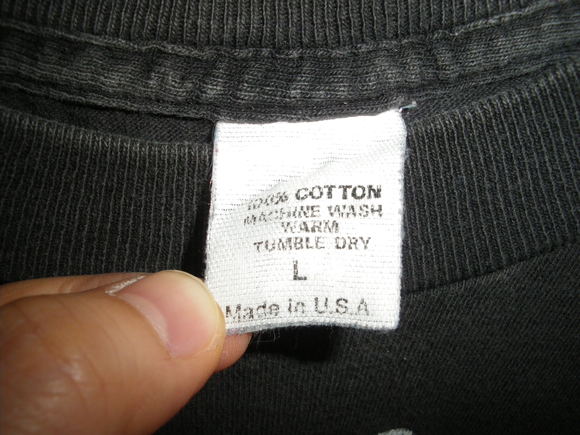 100% COTTON
MACHINE WASH
WARM
TUMBLE DRY
L
Made in U.S.A